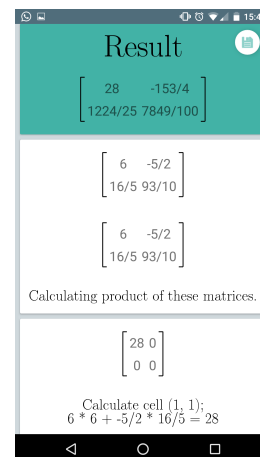 15:4
Result
28 -153/4
1224/25 7849/100
6 -5/2
16/5 93/10
6 -5/2
16/5 93/10
Calculating product of these matrices.
28 0
0 0
Calculate cell (1, 1);
6 * 6 + -5/2 * 16/5 = 28